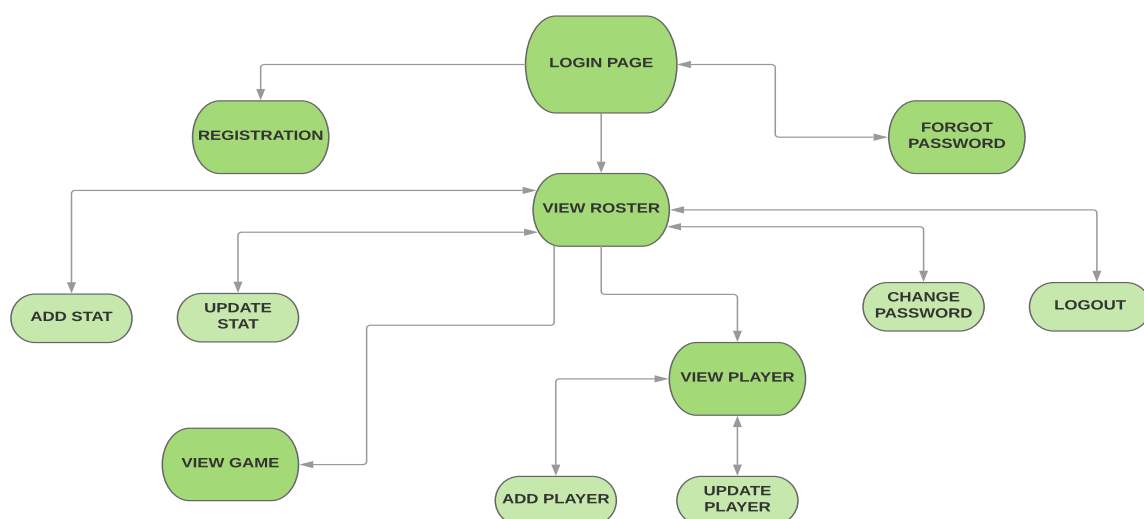 LOGIN PAGE
REGISTRATION
FORGOT
PASSWORD
VIEW ROSTER
ADD STAT
UPDATE
STAT
CHANGE
PASSWORD
LOGOUT
VIEW PLAYER
VIEW GAME
ADD PLAYER
UPDATE
PLAYER